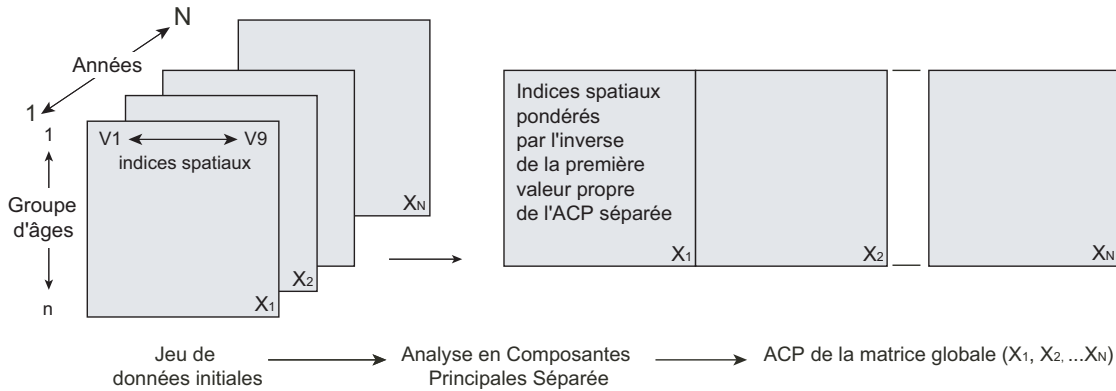 N
Années
1
1
V1 V9
indices spatiaux
Groupe
d'âges
n
XN
X2
X1
Indices spatiaux
pondérés
par l'inverse
de la première
valeur propre
de l'ACP séparée
X1
X2
XN
Jeu de
données initiales
Analyse en Composantes
Principales Séparée
ACP de la matrice globale (X1, X2, ...XN)